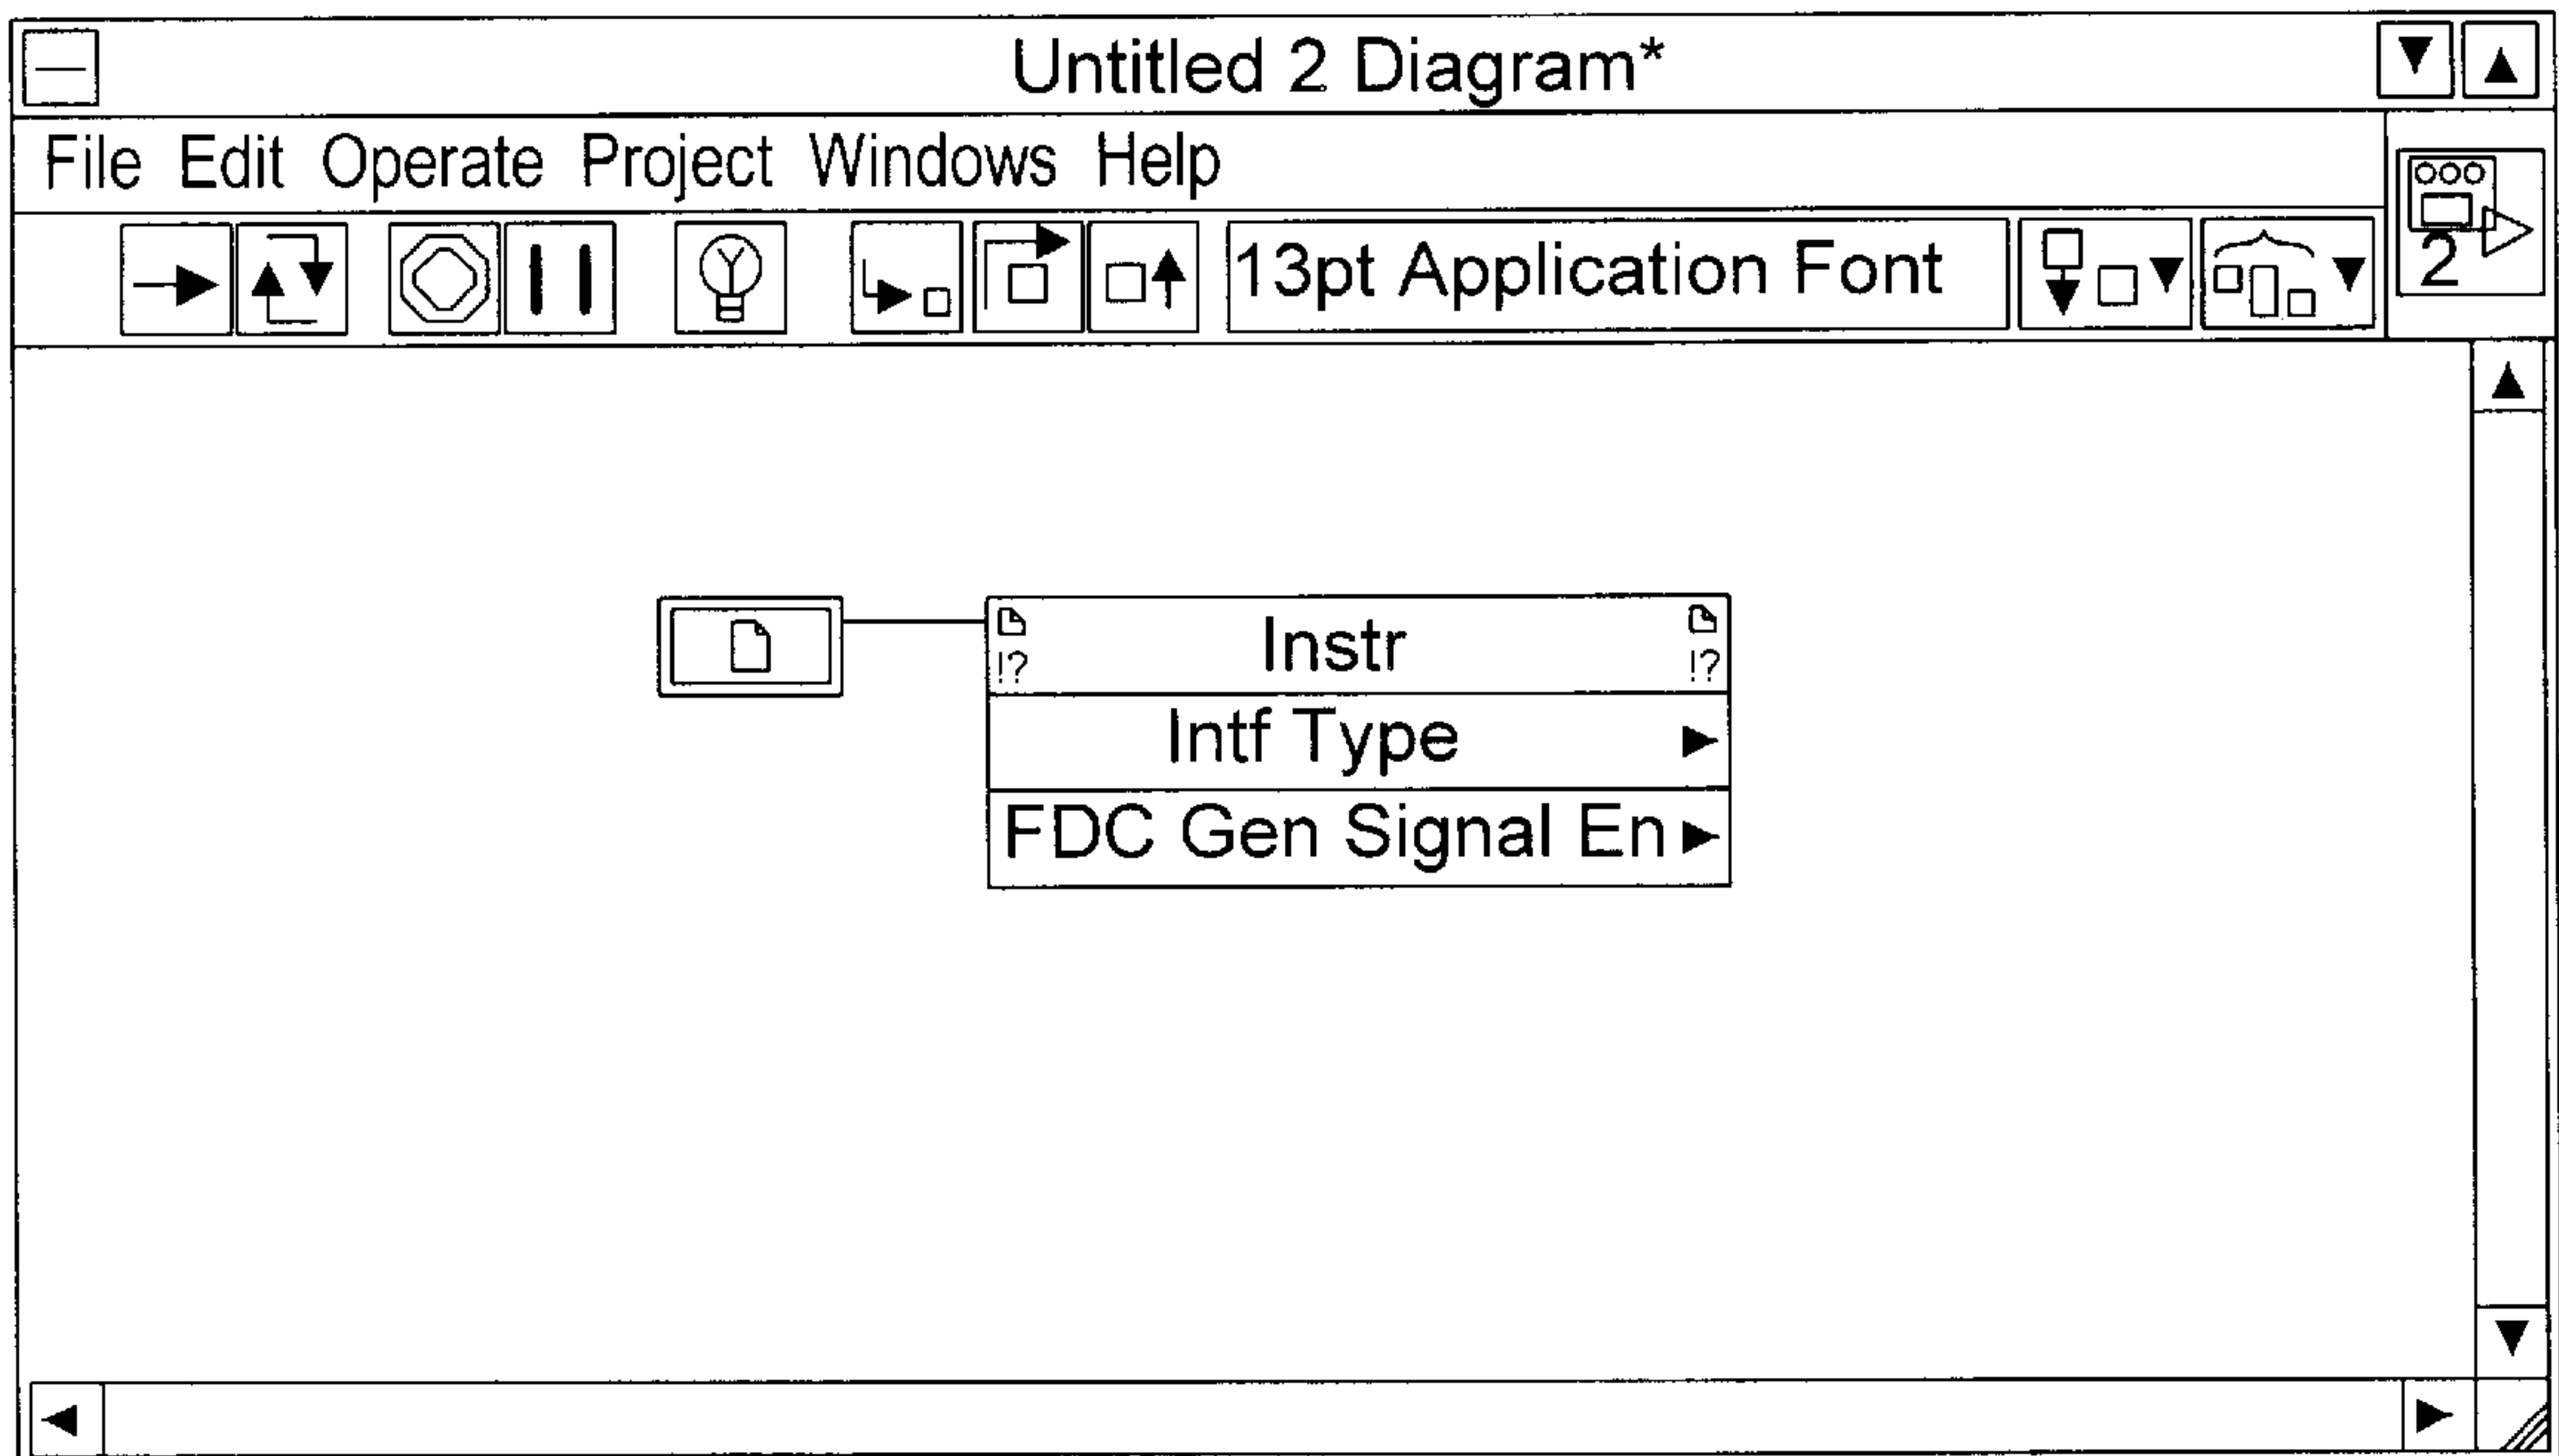 Untitled 2 Diagram*
File Edit Operate Project Windows Help
13pt Application Font
2
Instr
!? !?
Intf Type
FDC Gen Signal En